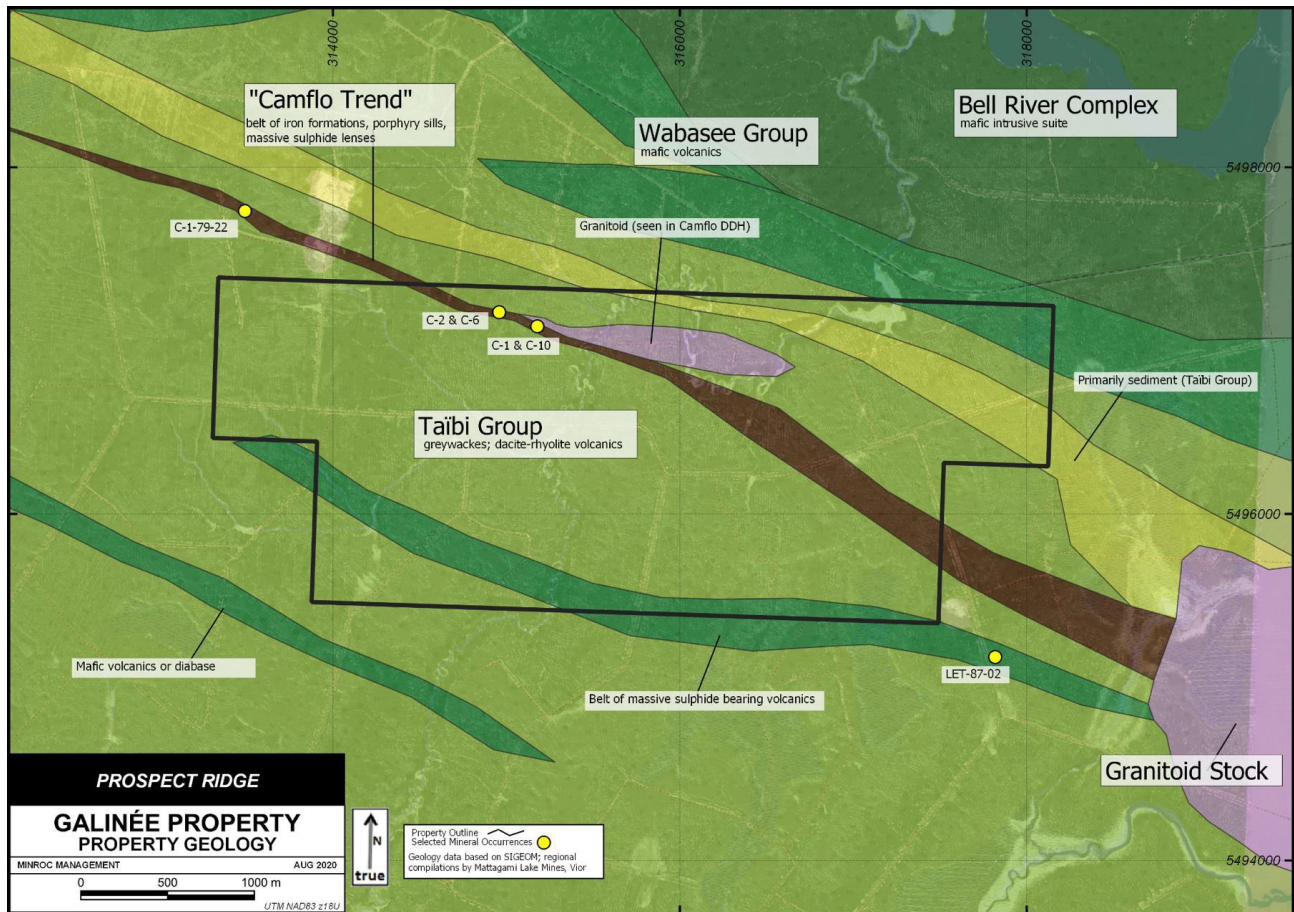 314000
316000
318000
"Camflo Trend"
belt of iron formations, porphyry sills,
massive sulphide lenses
Wabasee Group
mafic volcanics
Bell River Complex
mafic intrusive suite
5498000
C-1-79-22
Granitoid (seen in Camflo DDH)
C-2 & C-6
C-1 & C-10
Primarily sediment (Taïbi Group)
Taïbi Group
greywackes; dacite-rhyolite volcanics
5496000
Mafic volcanics or diabase
LET-87-02
Belt of massive sulphide bearing volcanics
Granitoid Stock
PROSPECT RIDGE
GALINÉE PROPERTY
PROPERTY GEOLOGY
MINROC MANAGEMENT AUG 2020
0 500 1000 m
UTM NAD83 z18U
N
true
Property Outline
Selected Mineral Occurrences
Geology data based on SIGEOM; regional
compilations by Mattagami Lake Mines, Vior
5494000